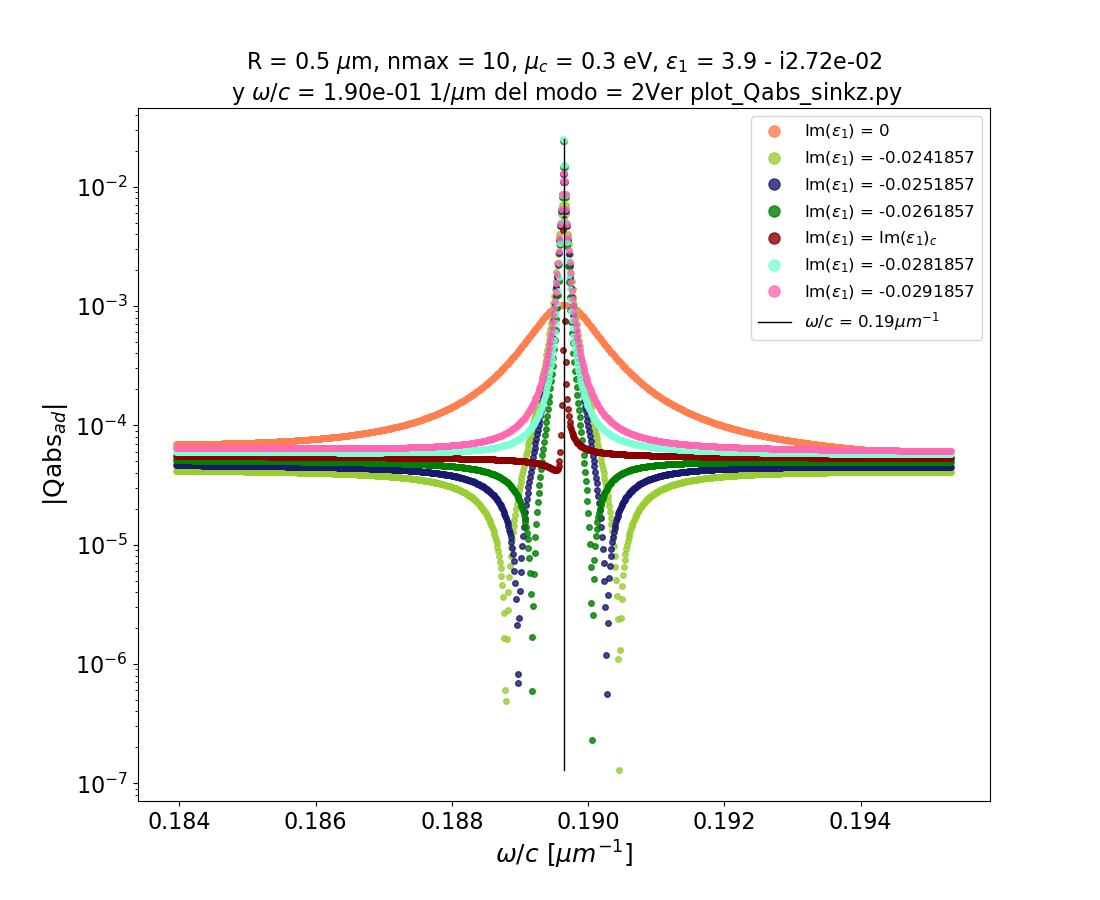 R = 0.5 μm, nmax = 10, μc = 0.3 eV, ε1 = 3.9 - i2.72e-02
y ω/c = 1.90e-01 1/μm del modo = 2Ver plot_Qabs_sinkz.py
Im(ε1) = 0
Im(ε1) = -0.0241857
Im(ε1) = -0.0251857
Im(ε1) = -0.0261857
Im(ε1) = Im(ε1)c
Im(ε1) = -0.0281857
Im(ε1) = -0.0291857
ω/c = 0.19μm⁻¹
|Qabsad|
10⁻²
10⁻³
10⁻⁴
10⁻⁵
10⁻⁶
10⁻⁷
0.184 0.186 0.188 0.190 0.192 0.194
ω/c [μm⁻¹]